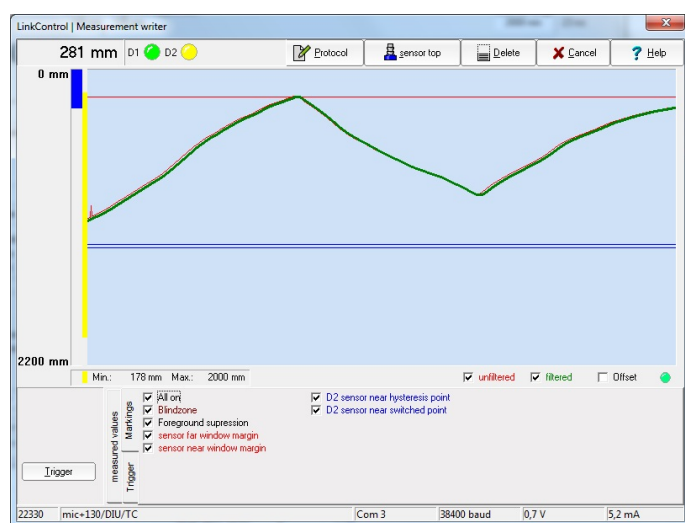 LinkControl | Measurement writer
281 mm D1 D2 Protocol sensor top Delete Cancel Help
0 mm
2200 mm
Min.: 178 mm Max.: 2000 mm unfiltered filtered Offset
measured values
Markings
Trigger
All on
Blindzone
Foreground supression
sensor far window margin
sensor near window margin
D2 sensor near hysteresis point
D2 sensor near switched point
Trigger
22330 mic+130/DIU/TC Com 3 38400 baud 0,7 V 5,2 mA